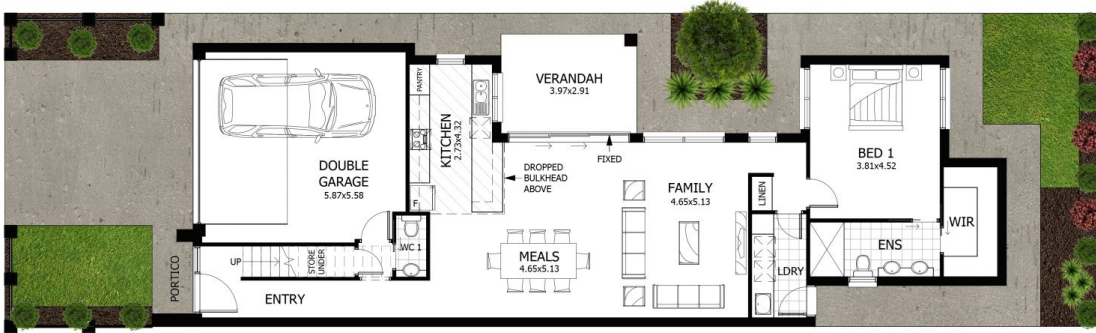 VERANDAH
3.97x2.91
PANTRY
KITCHEN
2.73x4.32
DOUBLE
GARAGE
5.87x5.58
F
DROPPED
BULKHEAD
ABOVE
FIXED
BED 1
3.81x4.52
FAMILY
4.65x5.13
LINEN
WIR
ENS
WC 1
UP
STORE
UNDER
MEALS
4.65x5.13
LDRY
PORTICO
ENTRY